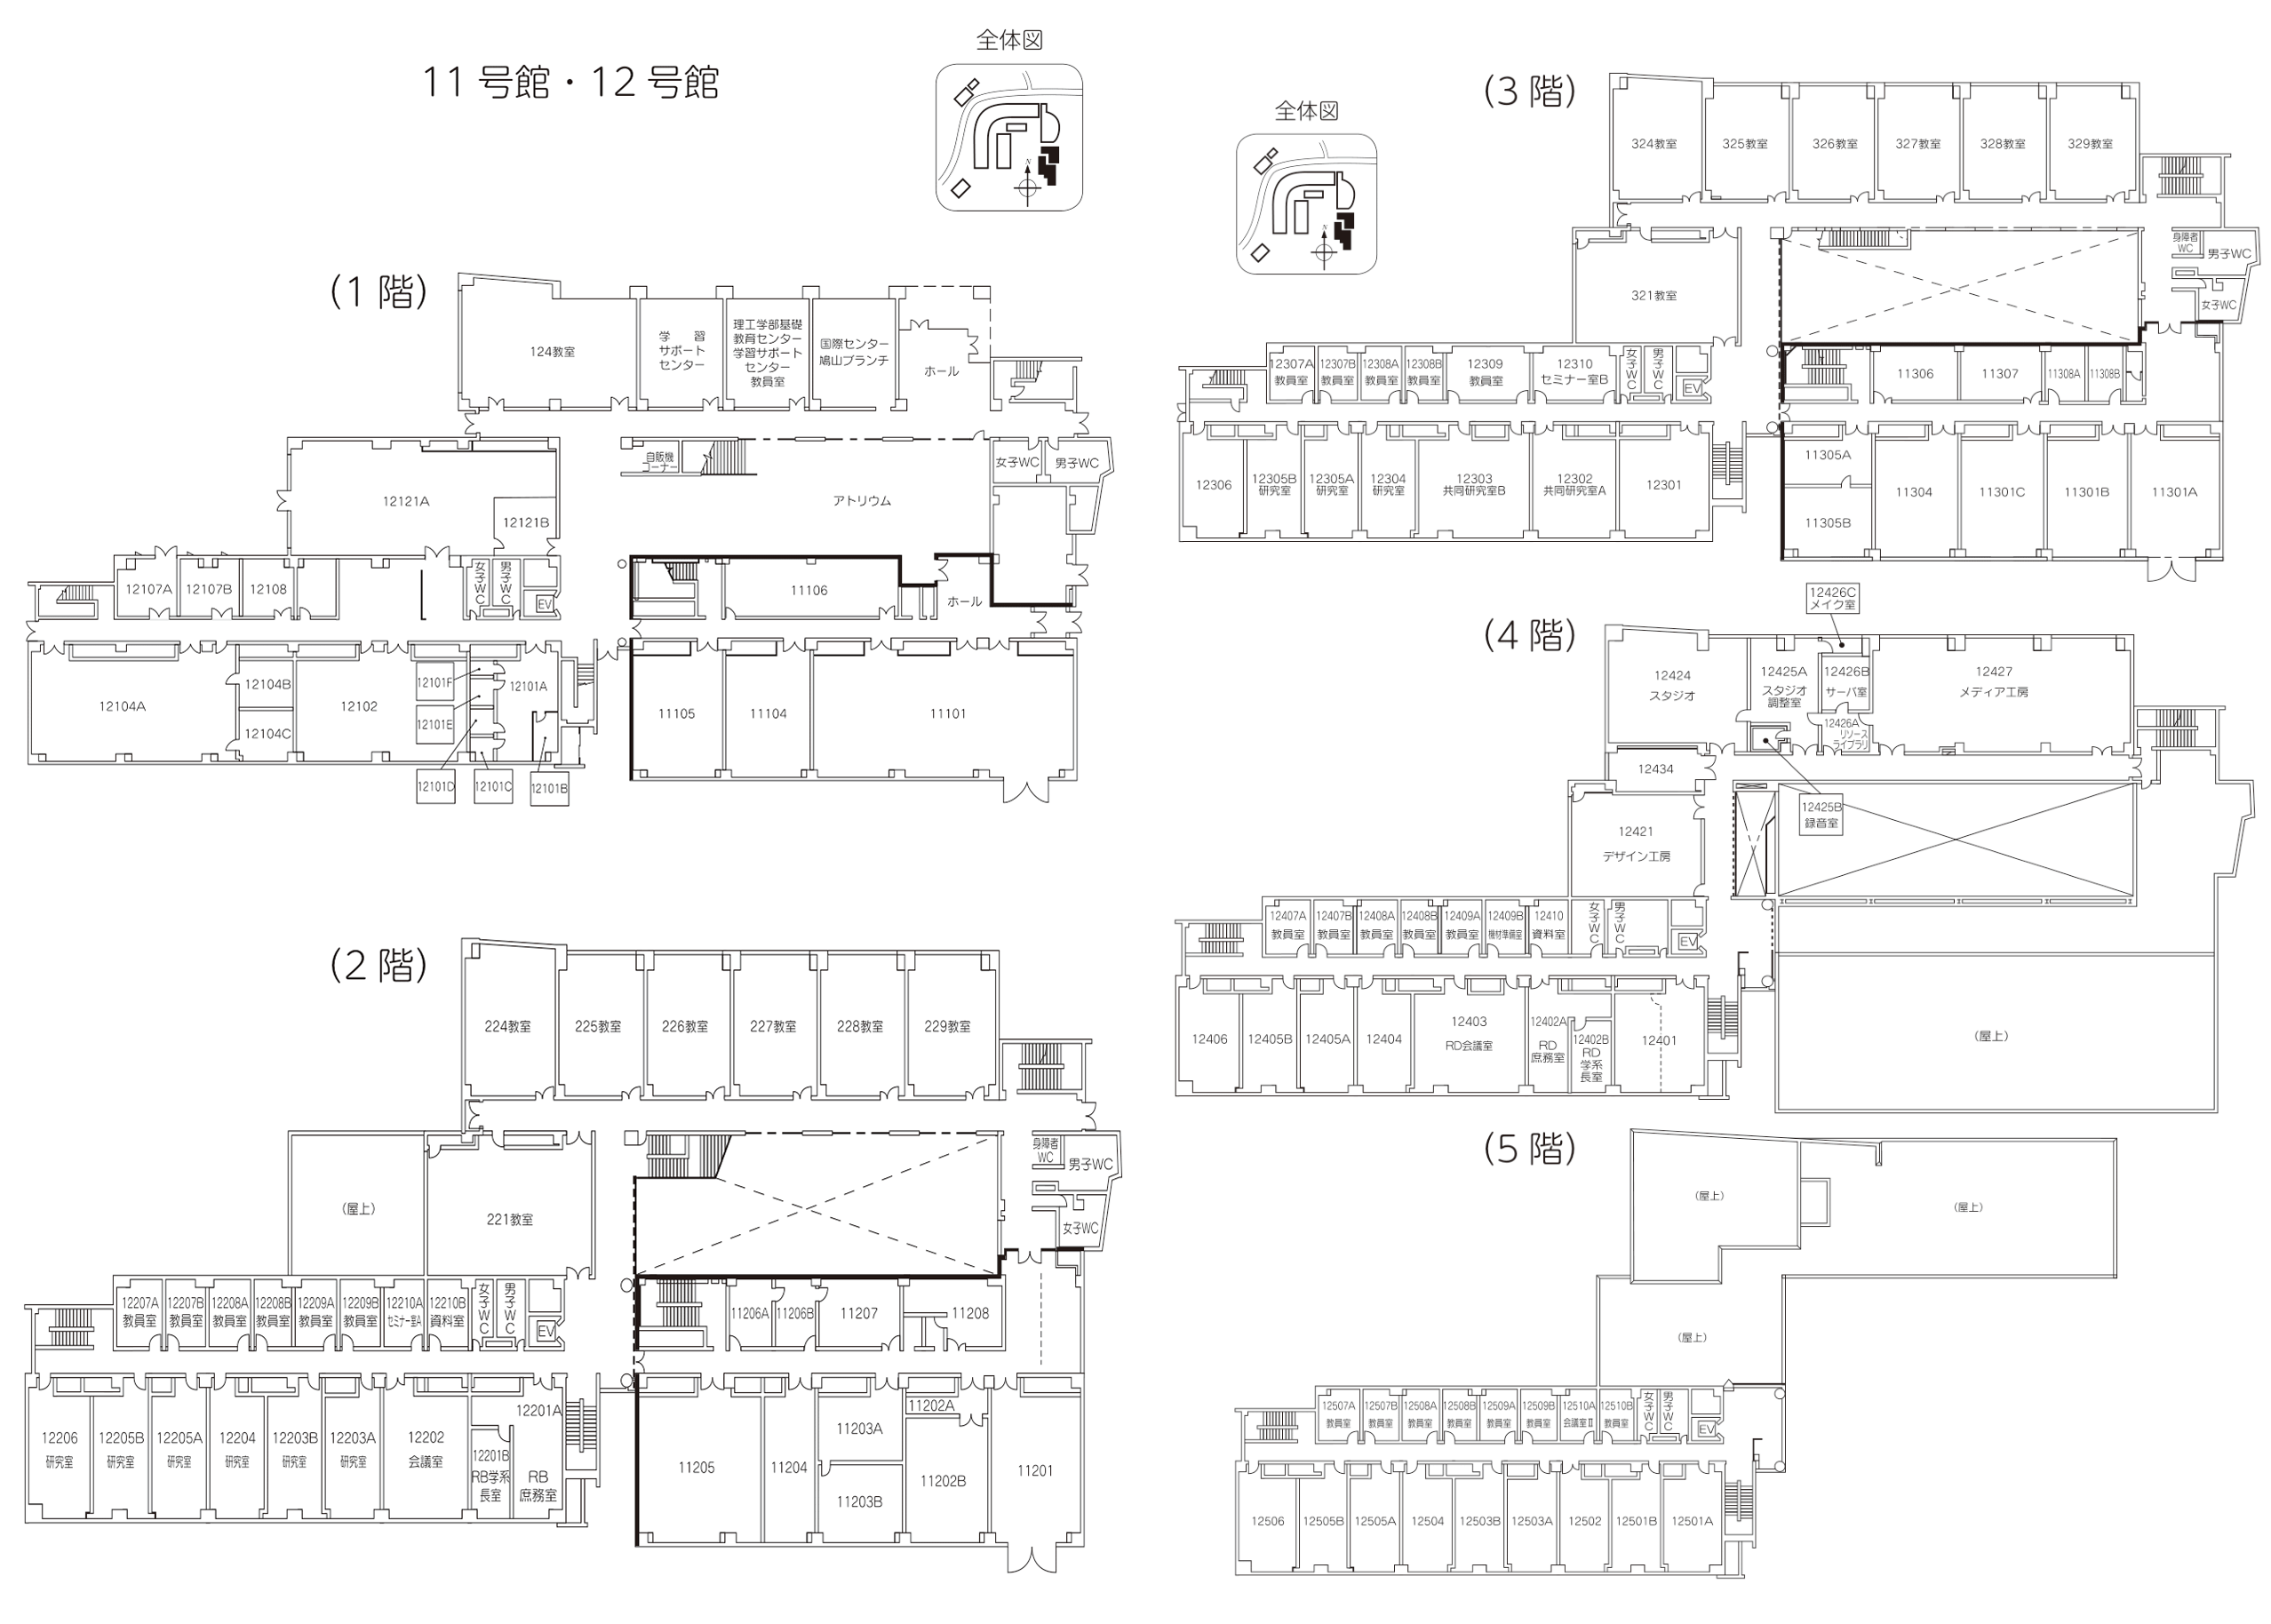 11 号館・12 号館
全体図
N
(1 階)
124教室
学　習
サポート
センター
理工学部基礎
教育センター
学習サポート
センター
教員室
国際センター
鳩山ブランチ
ホール
12121A
12121B
自販機
コーナー
アトリウム
女子WC
男子WC
12107A
12107B
12108
女子WC
男子WC
EV
11106
ホール
12104A
12104B
12104C
12102
12101F
12101E
12101D
12101C
12101B
12101A
11105
11104
11101
(2 階)
224教室
225教室
226教室
227教室
228教室
229教室
(屋上)
221教室
身障者
WC
男子WC
女子WC
12207A
教員室
12207B
教員室
12208A
教員室
12208B
教員室
12209A
教員室
12209B
教員室
12210A
セミナー室A
12210B
資料室
女子WC
男子WC
EV
11206A
11206B
11207
11208
12206
研究室
12205B
研究室
12205A
研究室
12204
研究室
12203B
研究室
12203A
研究室
12202
会議室
12201A
12201B
RB学系
長室
RB
庶務室
11205
11204
11203A
11203B
11202A
11202B
11201
全体図
N
(3 階)
324教室
325教室
326教室
327教室
328教室
329教室
321教室
身障者
WC
男子WC
女子WC
12307A
教員室
12307B
教員室
12308A
教員室
12308B
教員室
12309
教員室
12310
セミナー室B
女子WC
男子WC
EV
11306
11307
11308A
11308B
12306
12305B
研究室
12305A
研究室
12304
研究室
12303
共同研究室B
12302
共同研究室A
12301
11305A
11305B
11304
11301C
11301B
11301A
(4 階)
12426C
メイク室
12424
スタジオ
12425A
スタジオ
調整室
12426B
サーバ室
12426A
リソース
ライブラリ
12427
メディア工房
12434
12425B
録音室
12421
デザイン工房
12407A
教員室
12407B
教員室
12408A
教員室
12408B
教員室
12409A
教員室
12409B
機材準備室
12410
資料室
女子WC
男子WC
EV
12406
12405B
12405A
12404
12403
RD会議室
12402A
RD
庶務室
12402B
RD
学系
長室
12401
(屋上)
(5 階)
(屋上)
(屋上)
(屋上)
12507A
教員室
12507B
教員室
12508A
教員室
12508B
教員室
12509A
教員室
12509B
教員室
12510A
会議室Ⅱ
12510B
教員室
女子WC
男子WC
EV
12506
12505B
12505A
12504
12503B
12503A
12502
12501B
12501A